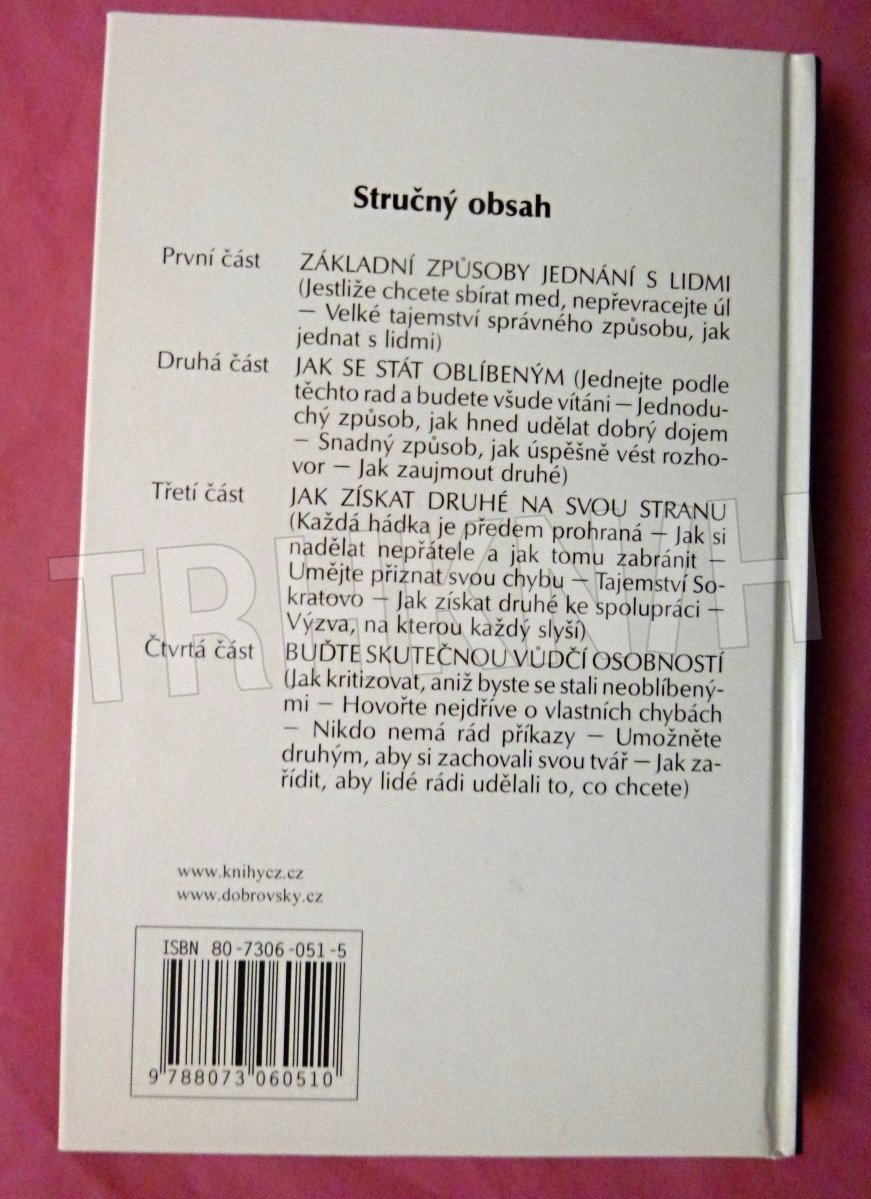 Stručný obsah
První část ZÁKLADNÍ ZPŮSOBY JEDNÁNÍ S LIDMI
(Jestliže chcete sbírat med, nepřevracejte úl
– Velké tajemství správného způsobu, jak
jednat s lidmi)
Druhá část JAK SE STÁT OBLÍBENÝM (Jednejte podle
těchto rad a budete všude vítáni – Jednodu-
chý způsob, jak hned udělat dobrý dojem
– Snadný způsob, jak úspěšně vést rozho-
vor – Jak zaujmout druhé)
Třetí část JAK ZÍSKAT DRUHÉ NA SVOU STRANU
(Každá hádka je předem prohraná – Jak si
nadělat nepřátele a jak tomu zabránit –
Umějte přiznat svou chybu – Tajemství So-
kratovo – Jak získat druhé ke spolupráci –
Výzva, na kterou každý slyší)
Čtvrtá část BUĎTE SKUTEČNOU VŮDČÍ OSOBNOSTÍ
(Jak kritizovat, aniž byste se stali neoblíbený-
mi – Hovořte nejdříve o vlastních chybách
– Nikdo nemá rád příkazy – Umožněte
druhým, aby si zachovali svou tvář – Jak za-
řídit, aby lidé rádi udělali to, co chcete)
www.knihycz.cz
www.dobrovsky.cz
ISBN 80-7306-051-5
9 788073 060510